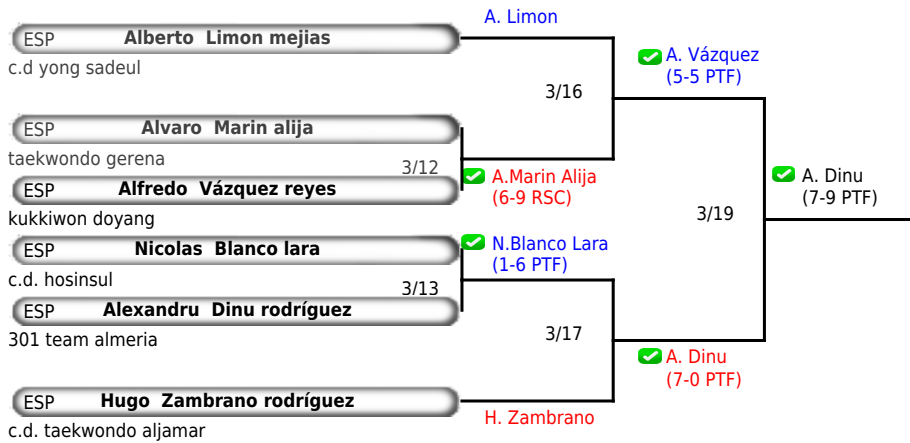 A. Limon
ESP Alberto Limon mejias
c.d yong sadeul
A. Vázquez
(5-5 PTF)
3/16
ESP Alvaro Marin alija
taekwondo gerena
3/12
A.Marin Alija
(6-9 RSC)
ESP Alfredo Vázquez reyes
kukkiwon doyang
A. Dinu
(7-9 PTF)
3/19
ESP Nicolas Blanco lara
c.d. hosinsul
N.Blanco Lara
(1-6 PTF)
3/13
ESP Alexandru Dinu rodríguez
301 team almeria
3/17
A. Dinu
(7-0 PTF)
ESP Hugo Zambrano rodríguez
c.d. taekwondo aljamar
H. Zambrano